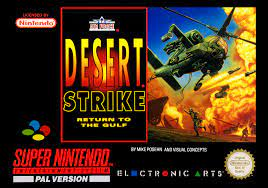 LICENSED BY
Nintendo
DESERT
STRIKE
RETURN TO
THE GULF
BY MIKE POSEHN AND VISUAL CONCEPTS
SUPER NINTENDO
ENTERTAINMENT SYSTEM
PAL VERSION
ELECTRONIC ARTS